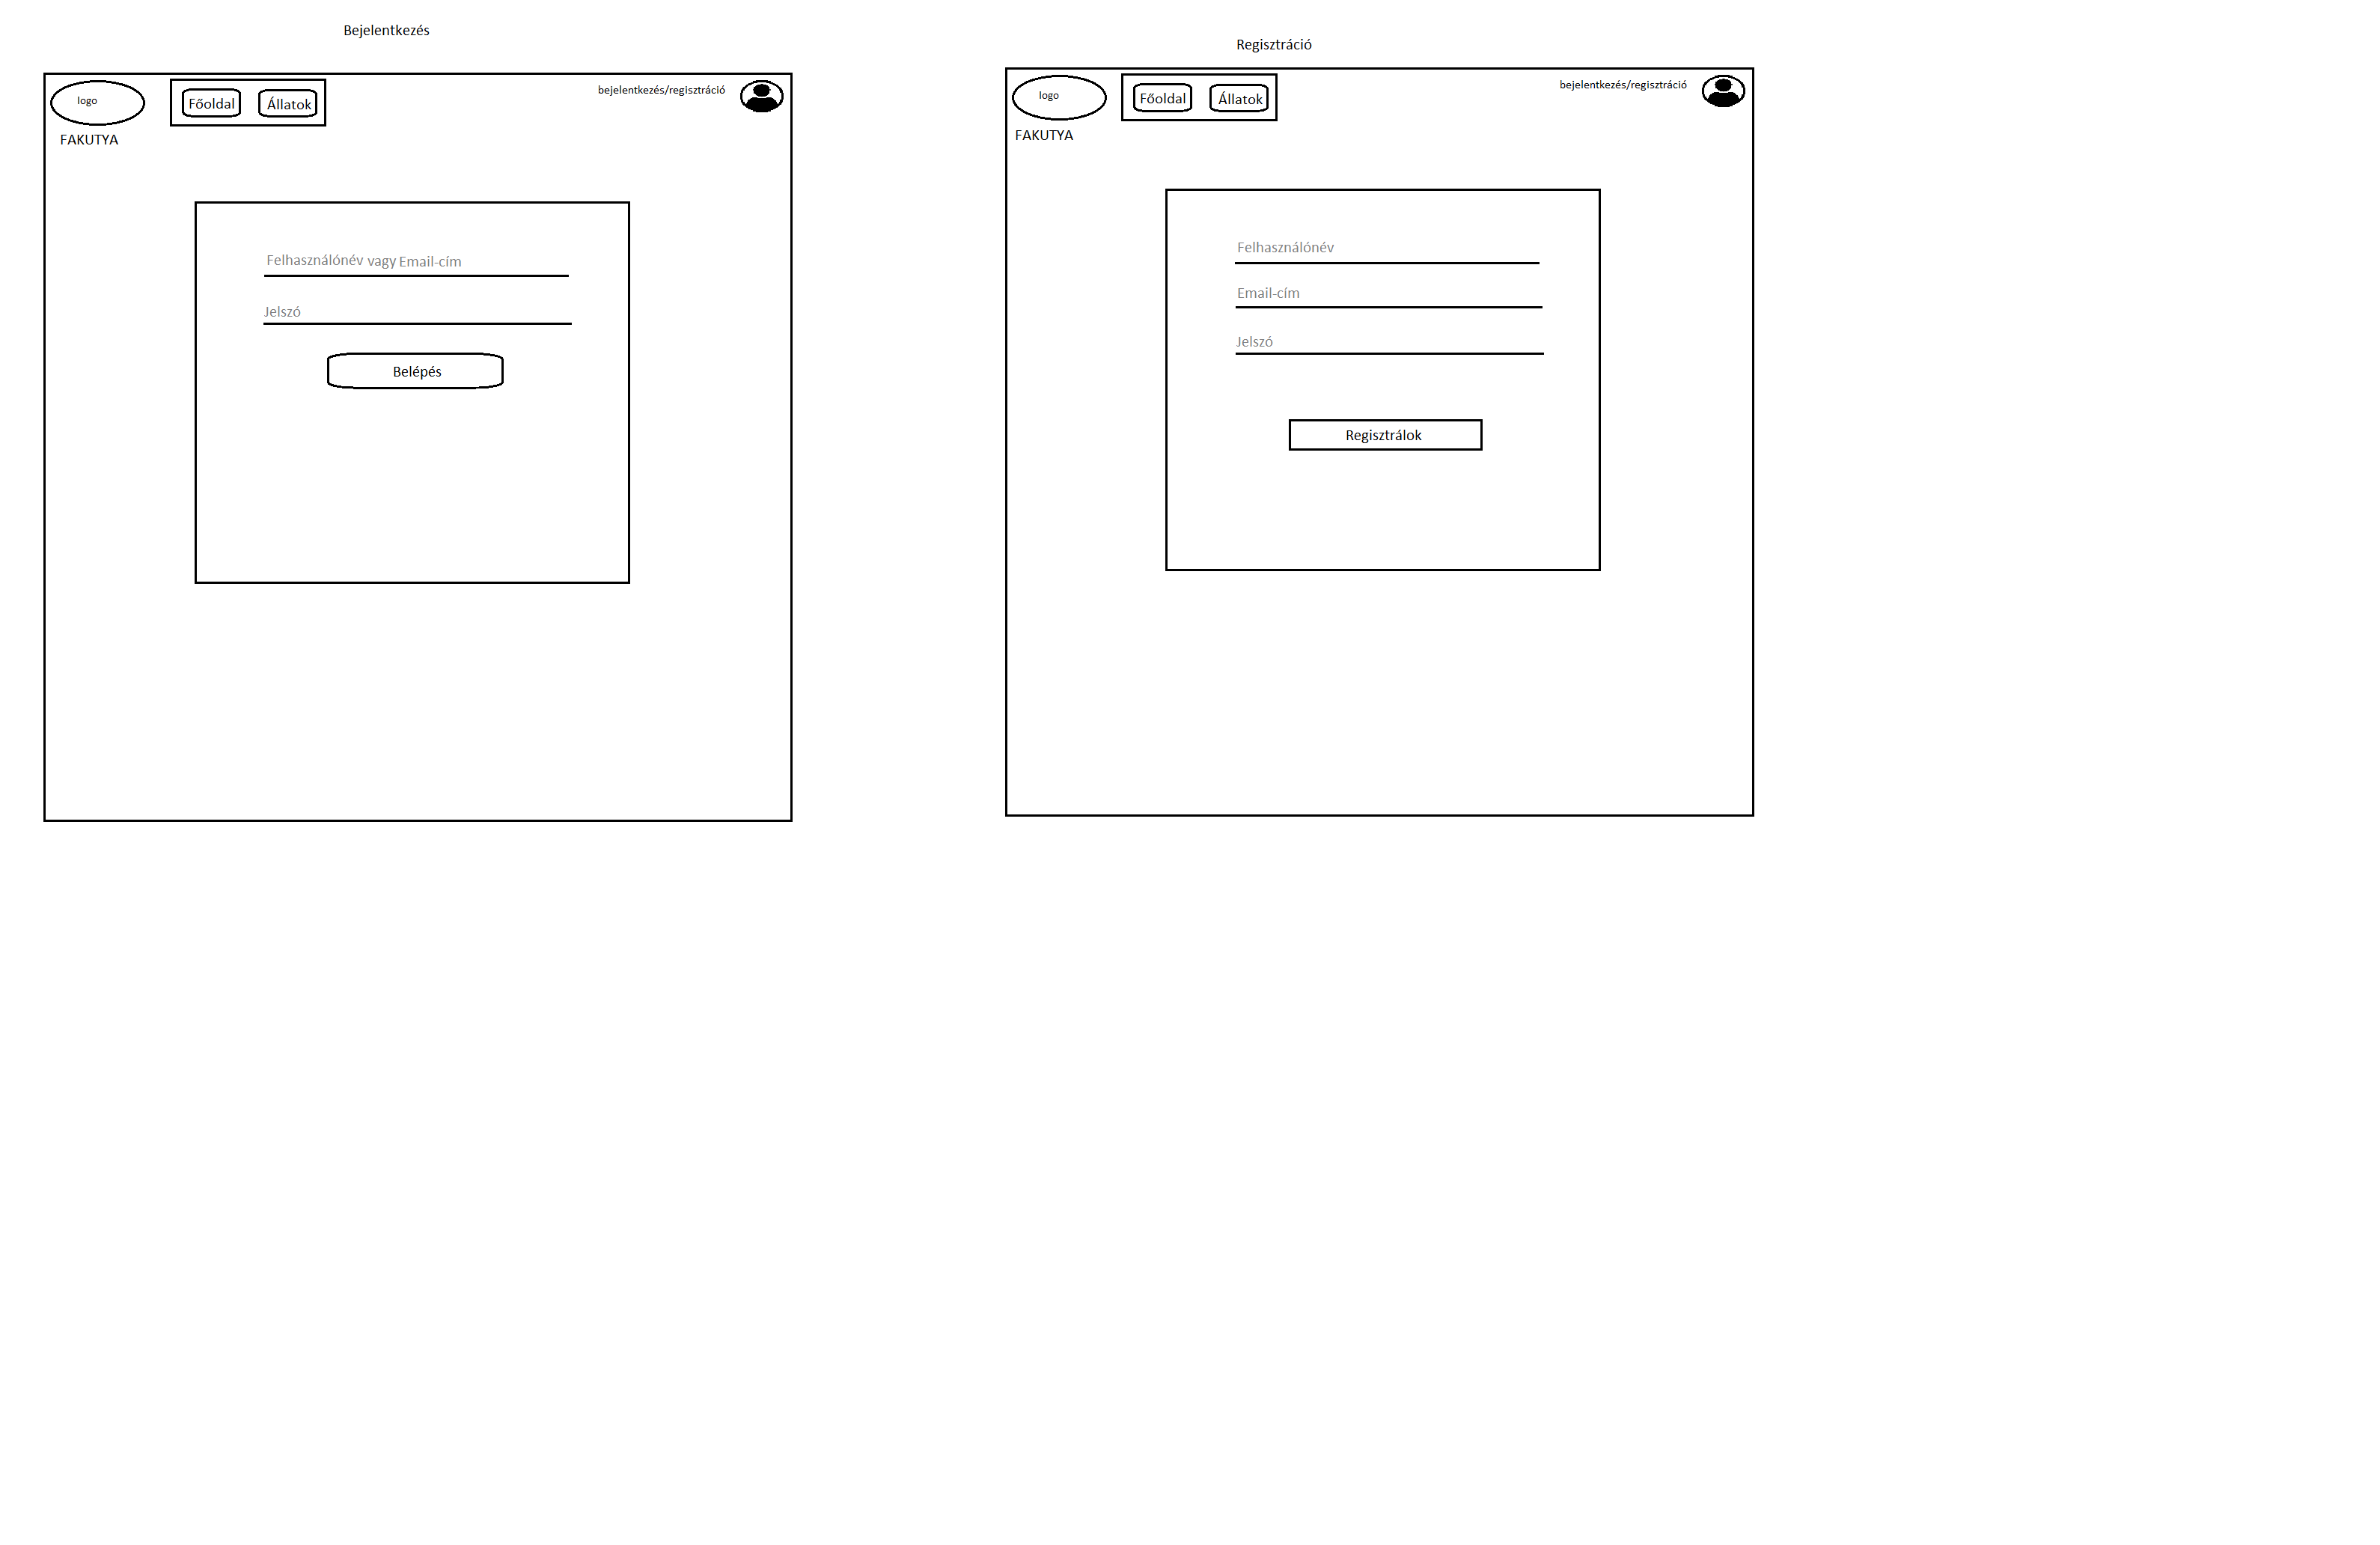 Bejelentkezés
logo
Főoldal
Állatok
bejelentkezés/regisztráció
FAKUTYA
Felhasználónév vagy Email-cím
Jelszó
Belépés
Regisztráció
logo
Főoldal
Állatok
bejelentkezés/regisztráció
FAKUTYA
Felhasználónév
Email-cím
Jelszó
Regisztrálok